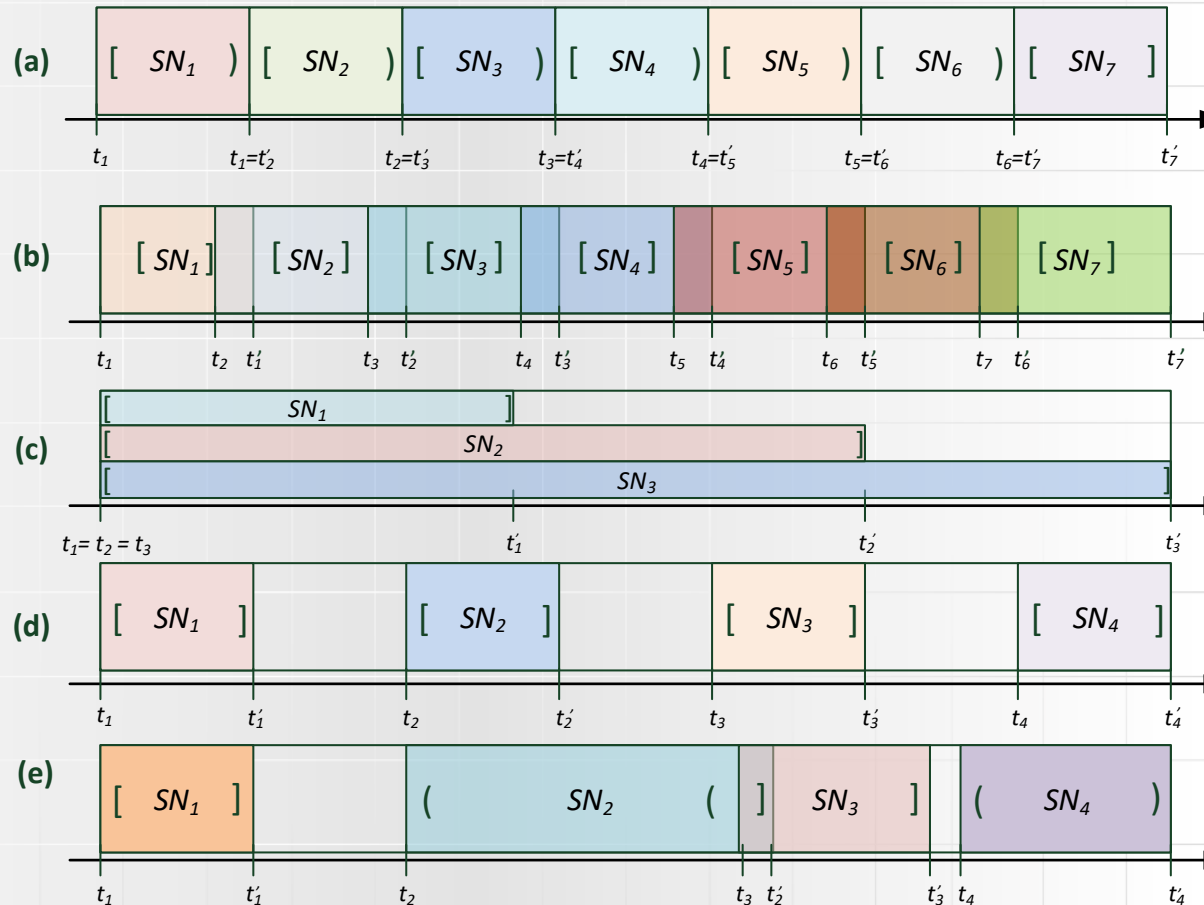 (a) [ SN₁ ) [ SN₂ ) [ SN₃ ) [ SN₄ ) [ SN₅ ) [ SN₆ ) [ SN₇ ]
t₁ t₁=t′₂ t₂=t′₃ t₃=t′₄ t₄=t′₅ t₅=t′₆ t₆=t′₇ t′₇
(b) [ SN₁ ] [ SN₂ ] [ SN₃ ] [ SN₄ ] [ SN₅ ] [ SN₆ ] [ SN₇ ]
t₁ t₂ t′₁ t₃ t′₂ t₄ t′₃ t₅ t′₄ t₆ t′₅ t₇ t′₆ t′₇
[ SN₁ ]
(c) [ SN₂ ]
[ SN₃ ]
t₁= t₂ = t₃ t′₁ t′₂ t′₃
(d) [ SN₁ ] [ SN₂ ] [ SN₃ ] [ SN₄ ]
t₁ t′₁ t₂ t′₂ t₃ t′₃ t₄ t′₄
(e) [ SN₁ ] ( SN₂ ( ] SN₃ ] ( SN₄ )
t₁ t′₁ t₂ t₃ t′₂ t′₃ t₄ t′₄